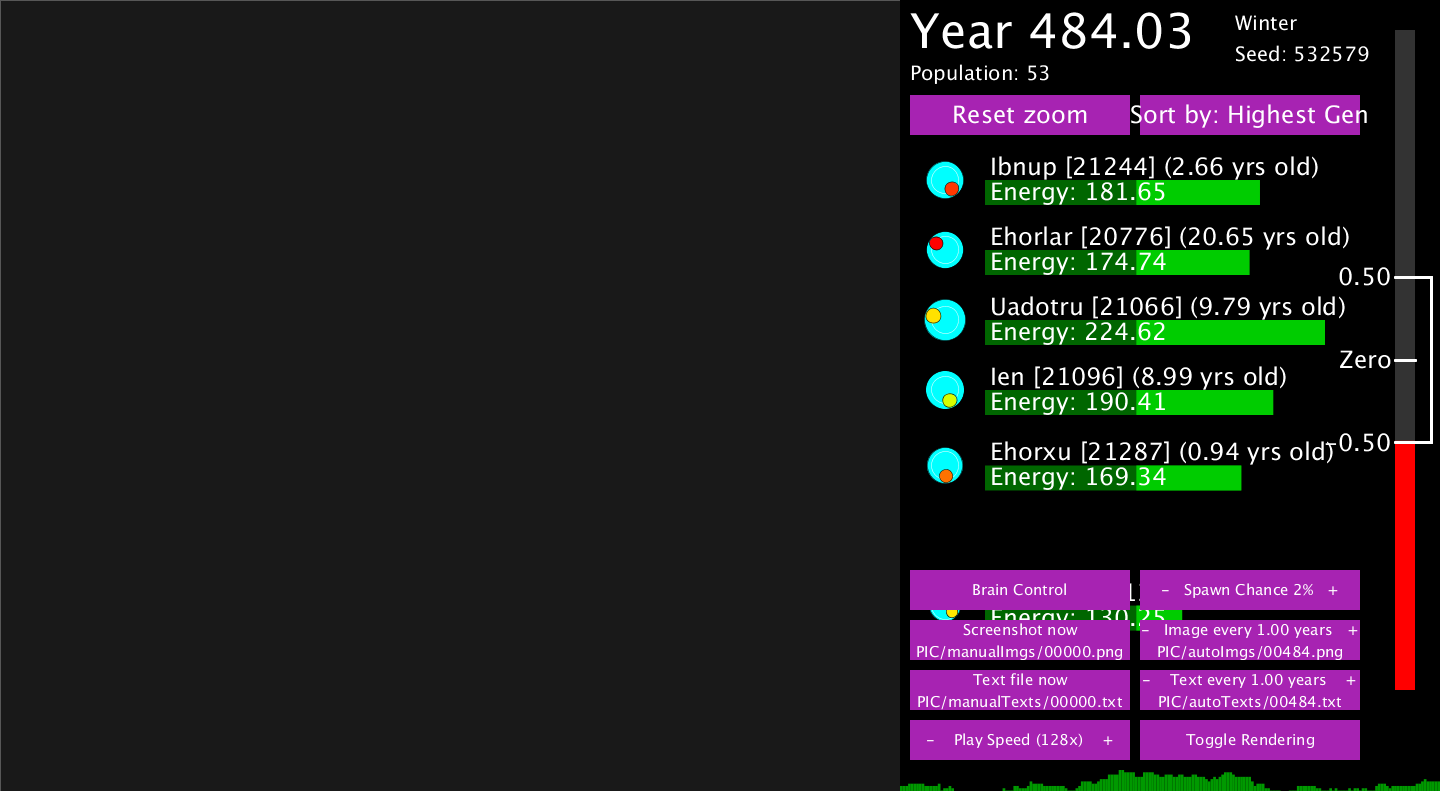 Year 484.03
Winter
Seed: 532579
Population: 53
Reset zoom
Sort by: Highest Gen
Ibnup [21244] (2.66 yrs old)
Energy: 181.65
Ehorlar [20776] (20.65 yrs old)
Energy: 174.74
0.50
Uadotru [21066] (9.79 yrs old)
Energy: 224.62
Zero
Ien [21096] (8.99 yrs old)
Energy: 190.41
-0.50
Ehorxu [21287] (0.94 yrs old)
Energy: 169.34
Brain Control
- Spawn Chance 2% +
Energy: 130.25
Screenshot now
PIC/manualImgs/00000.png
- Image every 1.00 years +
PIC/autoImgs/00484.png
Text file now
PIC/manualTexts/00000.txt
- Text every 1.00 years +
PIC/autoTexts/00484.txt
- Play Speed (128x) +
Toggle Rendering